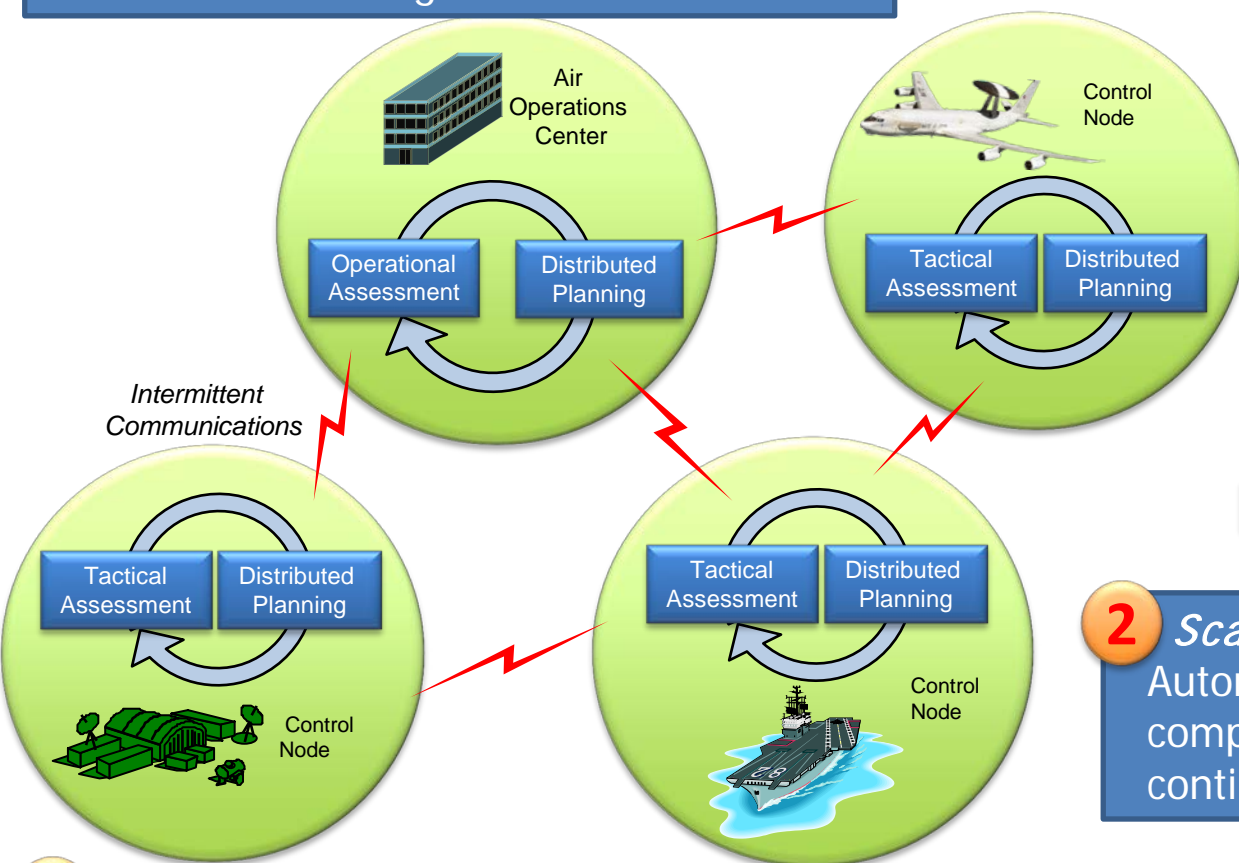 Air
Operations
Center
Control
Node
Operational
Assessment
Distributed
Planning
Tactical
Assessment
Distributed
Planning
Intermittent
Communications
Tactical
Assessment
Distributed
Planning
Control
Node
Tactical
Assessment
Distributed
Planning
Control
Node
82
2